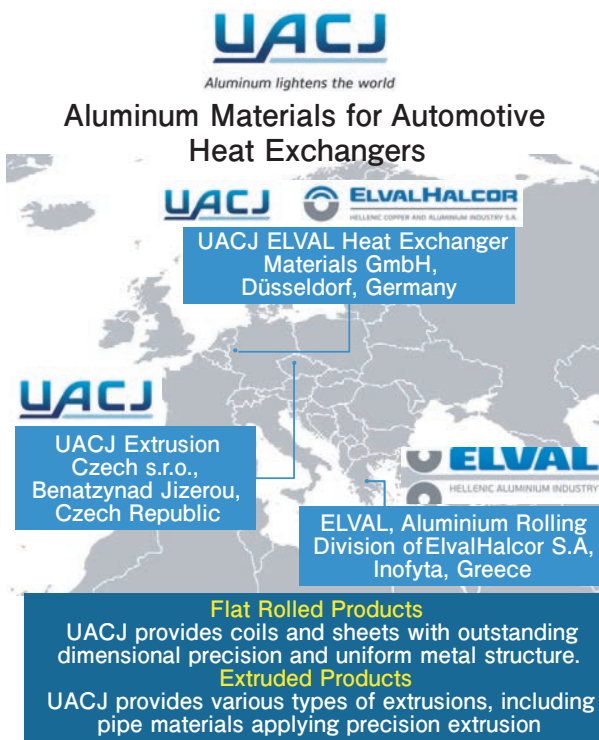 UACJ
Aluminum lightens the world
Aluminum Materials for Automotive
Heat Exchangers
UACJ
ELVALHALCOR
HELLENIC COPPER AND ALUMINIUM INDUSTRY S.A.
UACJ ELVAL Heat Exchanger
Materials GmbH,
Düsseldorf, Germany
UACJ
UACJ Extrusion
Czech s.r.o.,
Benatzynad Jizerou,
Czech Republic
ELVAL
HELLENIC ALUMINIUM INDUSTRY
ELVAL, Aluminium Rolling
Division of ElvalHalcor S.A,
Inofyta, Greece
Flat Rolled Products
UACJ provides coils and sheets with outstanding
dimensional precision and uniform metal structure.
Extruded Products
UACJ provides various types of extrusions, including
pipe materials applying precision extrusion